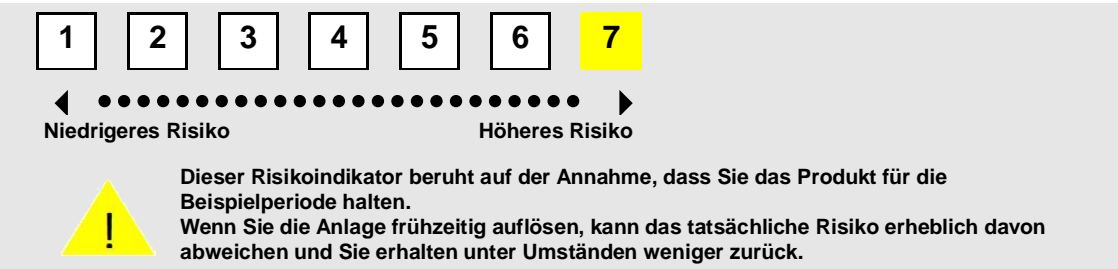 1 2 3 4 5 6 7
Niedrigeres Risiko Höheres Risiko
Dieser Risikoindikator beruht auf der Annahme, dass Sie das Produkt für die
Beispielperiode halten.
! Wenn Sie die Anlage frühzeitig auflösen, kann das tatsächliche Risiko erheblich davon
abweichen und Sie erhalten unter Umständen weniger zurück.